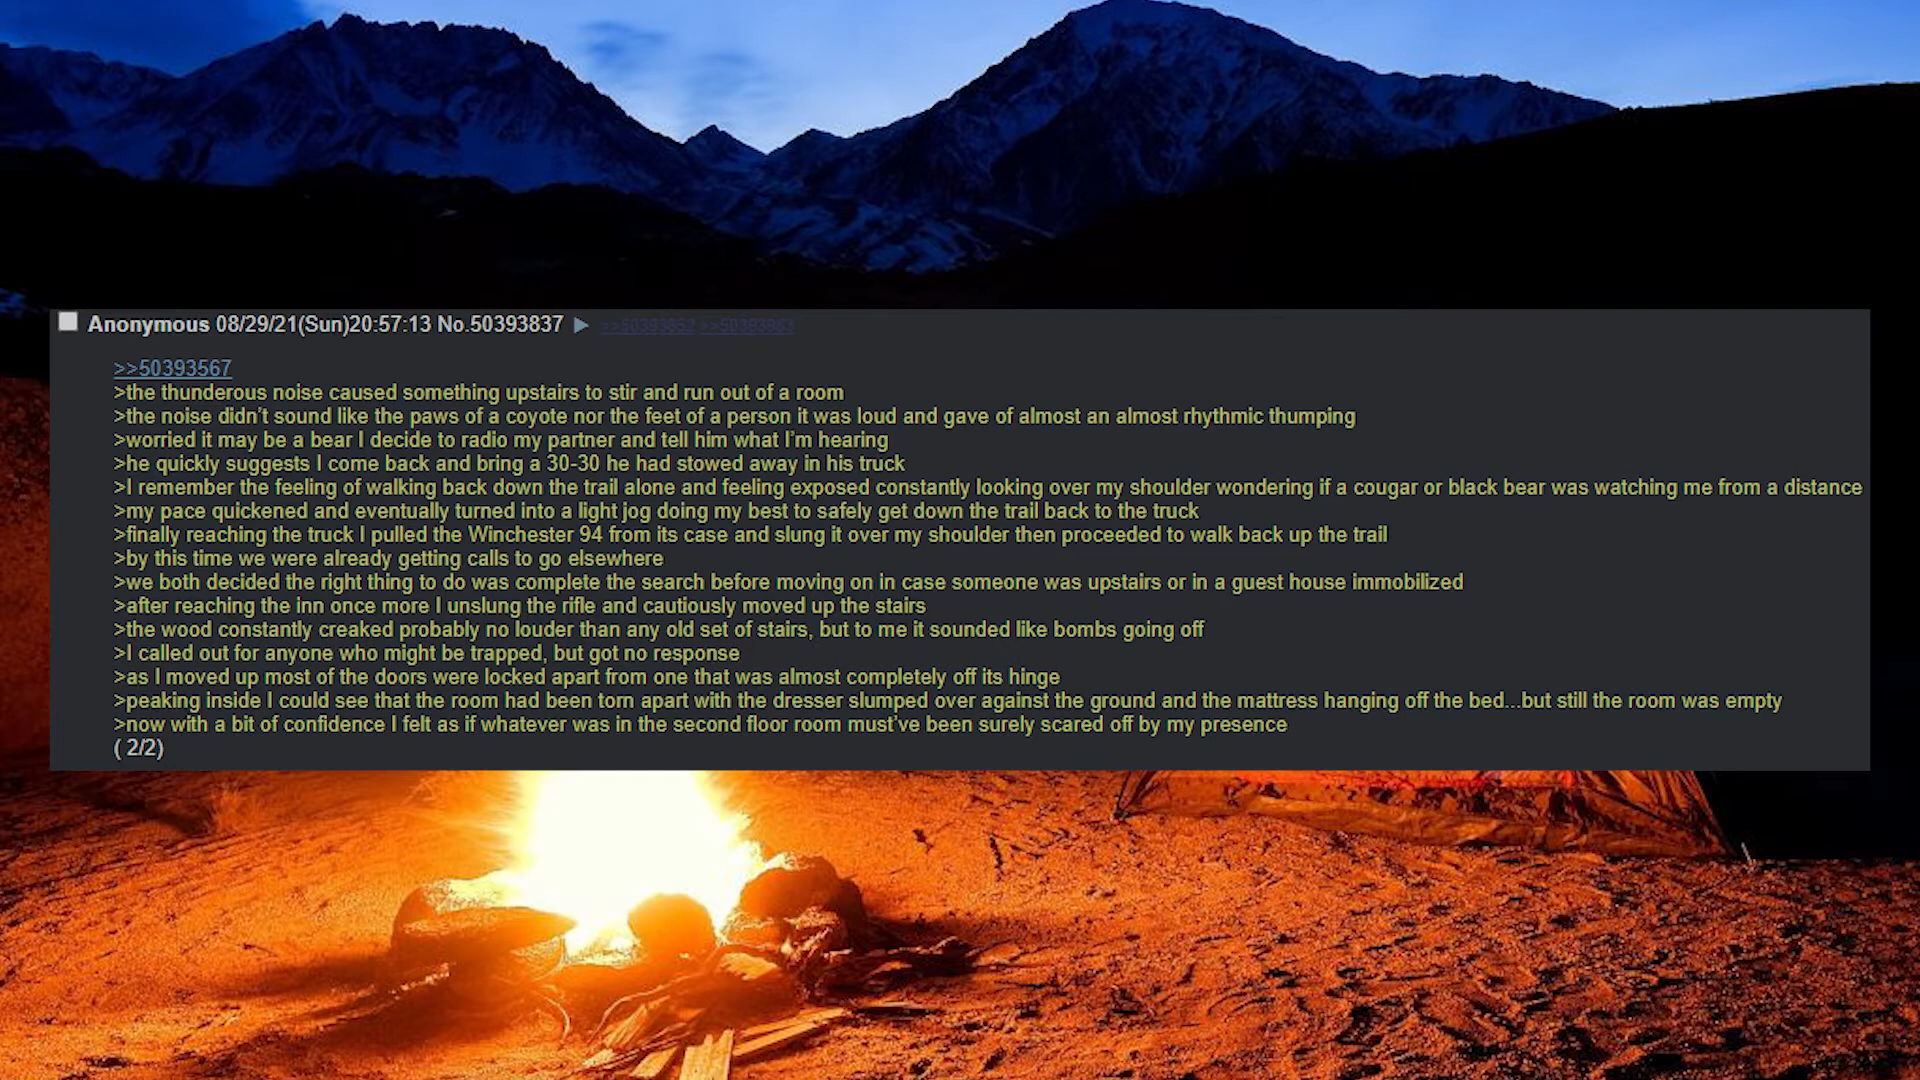 Anonymous 08/29/21(Sun)20:57:13 No.50393837 ▶ >>50393852 >>50393883
>>50393567
>the thunderous noise caused something upstairs to stir and run out of a room
>the noise didn't sound like the paws of a coyote nor the feet of a person it was loud and gave of almost an almost rhythmic thumping
>worried it may be a bear I decide to radio my partner and tell him what I'm hearing
>he quickly suggests I come back and bring a 30-30 he had stowed away in his truck
>I remember the feeling of walking back down the trail alone and feeling exposed constantly looking over my shoulder wondering if a cougar or black bear was watching me from a distance
>my pace quickened and eventually turned into a light jog doing my best to safely get down the trail back to the truck
>finally reaching the truck I pulled the Winchester 94 from its case and slung it over my shoulder then proceeded to walk back up the trail
>by this time we were already getting calls to go elsewhere
>we both decided the right thing to do was complete the search before moving on in case someone was upstairs or in a guest house immobilized
>after reaching the inn once more I unslung the rifle and cautiously moved up the stairs
>the wood constantly creaked probably no louder than any old set of stairs, but to me it sounded like bombs going off
>I called out for anyone who might be trapped, but got no response
>as I moved up most of the doors were locked apart from one that was almost completely off its hinge
>peaking inside I could see that the room had been torn apart with the dresser slumped over against the ground and the mattress hanging off the bed...but still the room was empty
>now with a bit of confidence I felt as if whatever was in the second floor room must've been surely scared off by my presence
( 2/2)